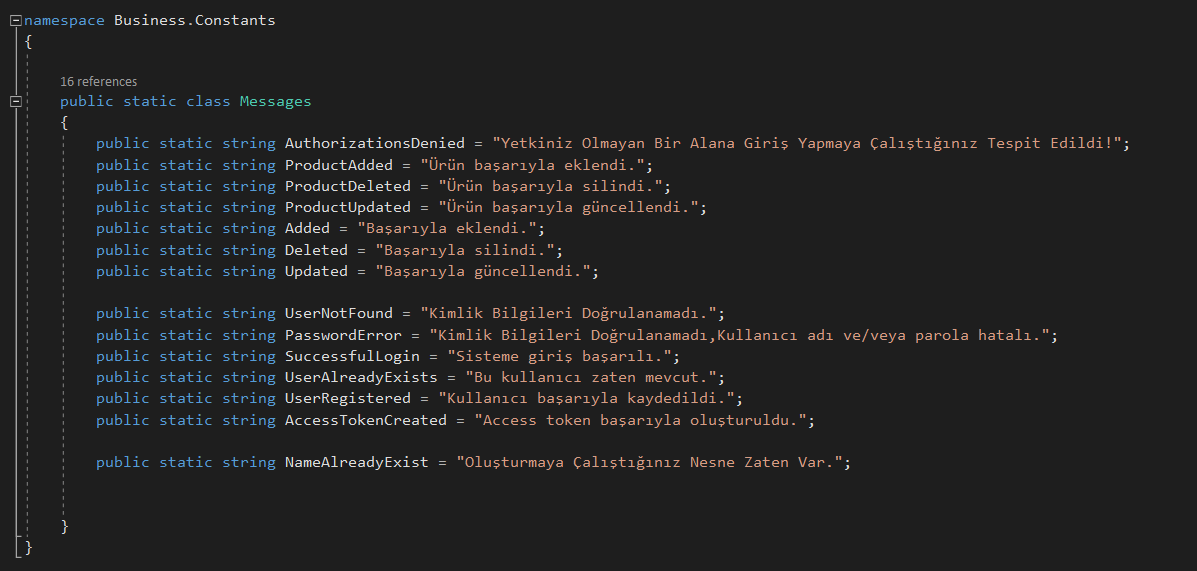 namespace Business.Constants
{
16 references
public static class Messages
{
public static string AuthorizationsDenied = "Yetkiniz Olmayan Bir Alana Giriş Yapmaya Çalıştığınız Tespit Edildi!";
public static string ProductAdded = "Ürün başarıyla eklendi.";
public static string ProductDeleted = "Ürün başarıyla silindi.";
public static string ProductUpdated = "Ürün başarıyla güncellendi.";
public static string Added = "Başarıyla eklendi.";
public static string Deleted = "Başarıyla silindi.";
public static string Updated = "Başarıyla güncellendi.";
public static string UserNotFound = "Kimlik Bilgileri Doğrulanamadı.";
public static string PasswordError = "Kimlik Bilgileri Doğrulanamadı,Kullanıcı adı ve/veya parola hatalı.";
public static string SuccessfulLogin = "Sisteme giriş başarılı.";
public static string UserAlreadyExists = "Bu kullanıcı zaten mevcut.";
public static string UserRegistered = "Kullanıcı başarıyla kaydedildi.";
public static string AccessTokenCreated = "Access token başarıyla oluşturuldu.";
public static string NameAlreadyExist = "Oluşturmaya Çalıştığınız Nesne Zaten Var.";
}
}